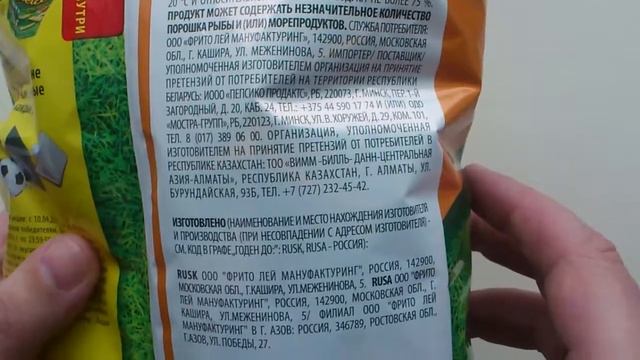 УТРИ
20 °С И ОТНОСИТЕЛЬНОЙ НЕ БОЛЕЕ 75 %.
ПРОДУКТ МОЖЕТ СОДЕРЖАТЬ НЕЗНАЧИТЕЛЬНОЕ КОЛИЧЕСТВО
ПОРОШКА РЫБЫ И (ИЛИ) МОРЕПРОДУКТОВ. СЛУЖБА ПОТРЕБИТЕЛЯ:
ООО «ФРИТО ЛЕЙ МАНУФАКТУРИНГ», 142900, РОССИЯ, МОСКОВСКАЯ
ОБЛ., Г. КАШИРА, УЛ. МЕЖЕНИНОВА, 5. ИМПОРТЕР/ ПОСТАВЩИК/
УПОЛНОМОЧЕННАЯ ИЗГОТОВИТЕЛЕМ ОРГАНИЗАЦИЯ НА ПРИНЯТИЕ
ПРЕТЕНЗИЙ ОТ ПОТРЕБИТЕЛЕЙ НА ТЕРРИТОРИИ РЕСПУБЛИКИ
БЕЛАРУСЬ: ИООО «ПЕПСИКО ПРОДАКТС», РБ, 220073, Г. МИНСК, ПЕР. 1-Й
ЗАГОРОДНЫЙ, Д. 20, КАБ. 24, ТЕЛ.: +375 44 590 17 74 И (ИЛИ) ОДО
«МОСТРА-ГРУПП», РБ, 220123, Г. МИНСК, УЛ. В. ХОРУЖЕЙ, Д. 29, КОМ. 101,
ТЕЛ. 8 (017) 389 06 00. ОРГАНИЗАЦИЯ, УПОЛНОМОЧЕННАЯ
ИЗГОТОВИТЕЛЕМ НА ПРИНЯТИЕ ПРЕТЕНЗИЙ ОТ ПОТРЕБИТЕЛЕЙ В
РЕСПУБЛИКЕ КАЗАХСТАН: ТОО «ВИММ -БИЛЛЬ- ДАНН-ЦЕНТРАЛЬНАЯ
АЗИЯ-АЛМАТЫ», РЕСПУБЛИКА КАЗАХСТАН, Г. АЛМАТЫ, УЛ.
БУРУНДАЙСКАЯ, 93Б, ТЕЛ. +7 (727) 232-45-42.
ИЗГОТОВЛЕНО (НАИМЕНОВАНИЕ И МЕСТО НАХОЖДЕНИЯ ИЗГОТОВИТЕЛЯ
И ПРОИЗВОДСТВА (ПРИ НЕСОВПАДЕНИИ С АДРЕСОМ ИЗГОТОВИТЕЛЯ) -
СМ. КОД В ГРАФЕ „ГОДЕН ДО:": RUSK, RUSA - РОССИЯ):
RUSK ООО "ФРИТО ЛЕЙ МАНУФАКТУРИНГ", РОССИЯ, 142900,
МОСКОВСКАЯ ОБЛ., Г.КАШИРА, УЛ.МЕЖЕНИНОВА, 5. RUSA ООО "ФРИТО
ЛЕЙ МАНУФАКТУРИНГ", РОССИЯ, 142900, МОСКОВСКАЯ ОБЛ., Г.
КАШИРА, УЛ.МЕЖЕНИНОВА, 5/ ФИЛИАЛ ООО "ФРИТО ЛЕЙ
МАНУФАКТУРИНГ" В Г. АЗОВ: РОССИЯ, 346789, РОСТОВСКАЯ ОБЛ.,
Г.АЗОВ, УЛ. ПОБЕДЫ, 27.